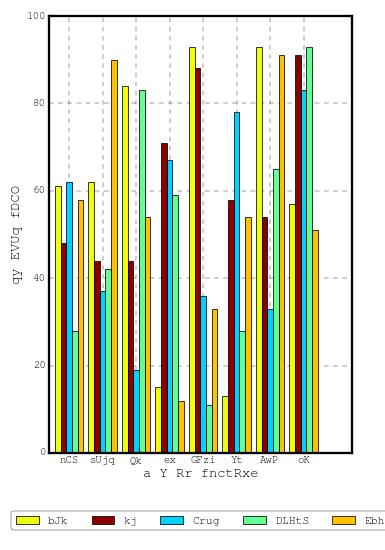 100
80
60
40
20
0
qy EVUq fDCO
nCS sUjq Qk ex GFzi Yt AwP oK
a Y Rr fnctRxe
bJk kj Crug DLHtS Ebh